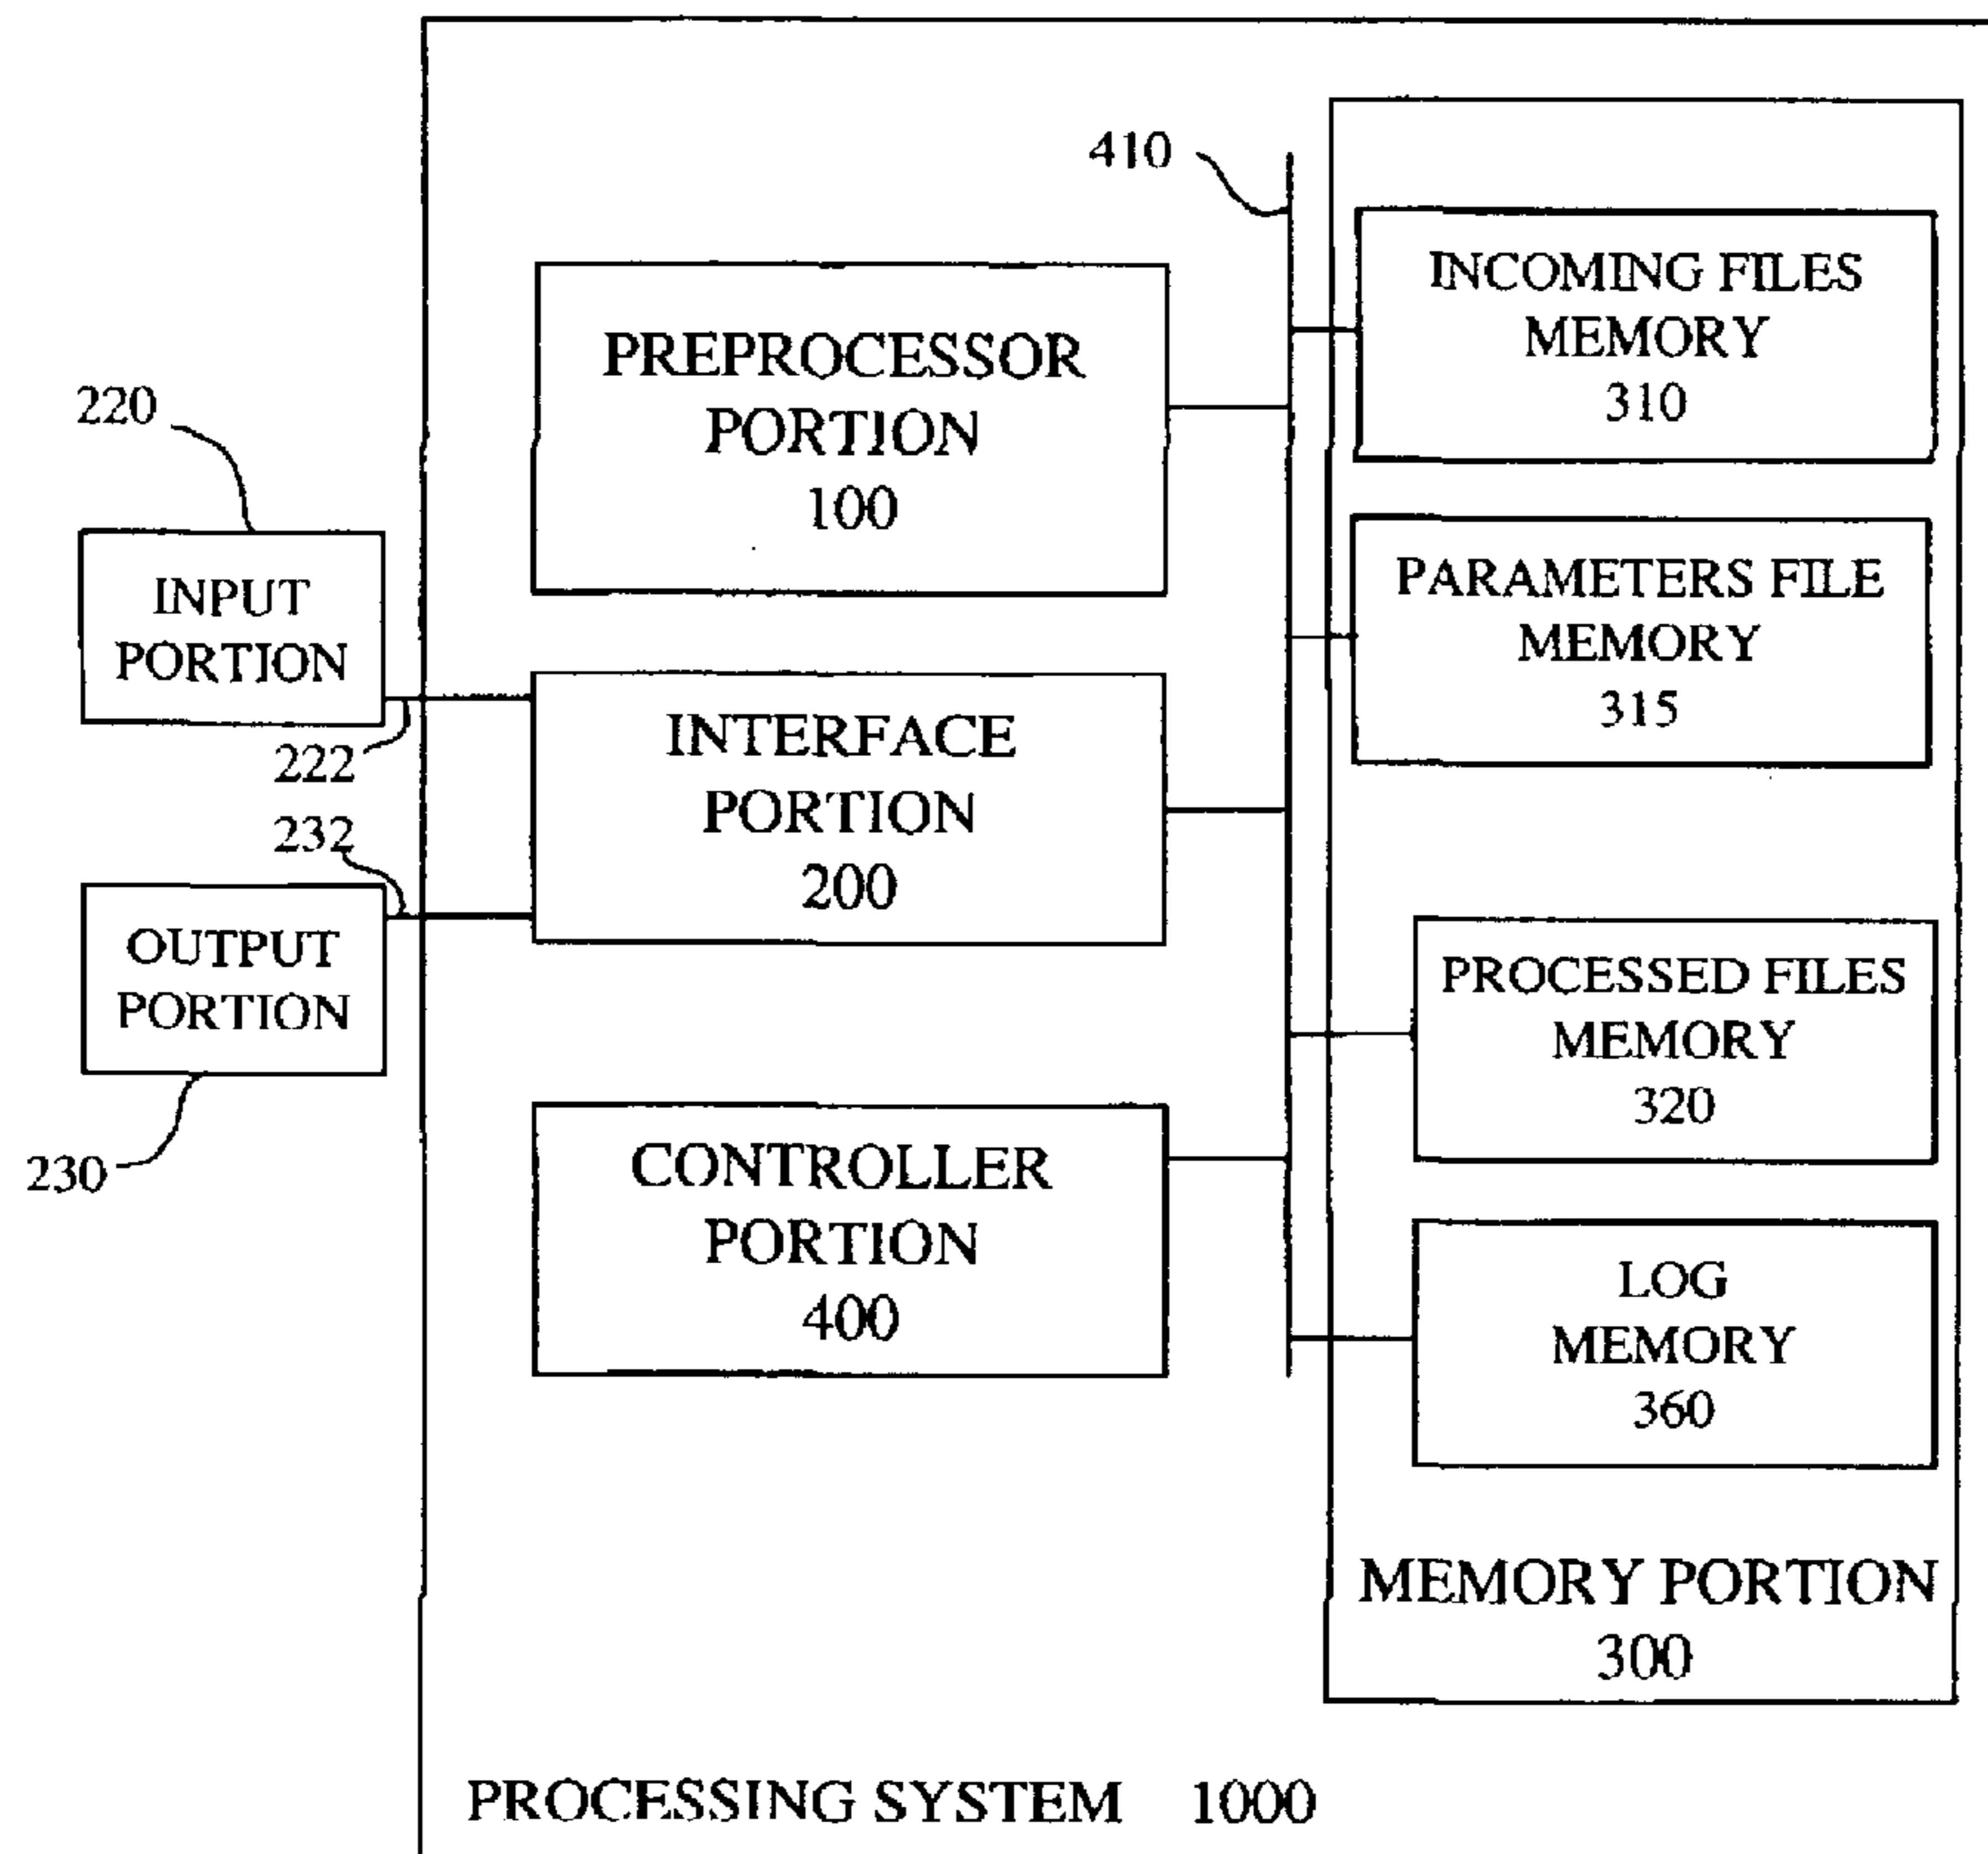 410
INCOMING FILES
MEMORY
310
PREPROCESSOR
PORTION
100
220
INPUT
PORTION
PARAMETERS FILE
MEMORY
315
222
INTERFACE
PORTION
200
232
OUTPUT
PORTION
230
PROCESSED FILES
MEMORY
320
CONTROLLER
PORTION
400
LOG
MEMORY
360
MEMORY PORTION
300
PROCESSING SYSTEM 1000